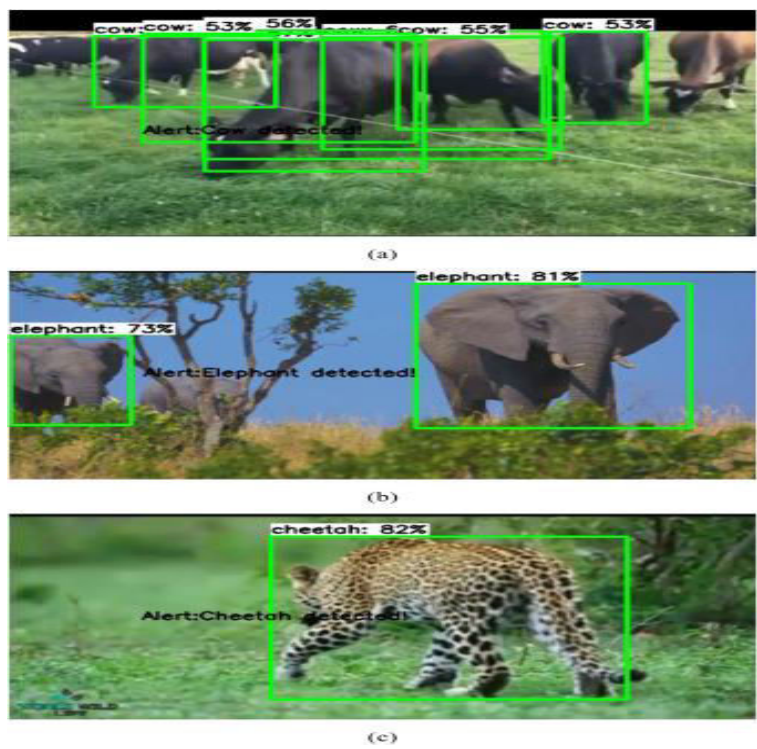 cow: cow: 53% 56%
cow: 55%
cow: 53%
Alert:Cow detected!
(a)
elephant: 81%
elephant: 73%
Alert:Elephant detected!
(b)
cheetah: 82%
Alert:Cheetah detected!
WILD
(c)